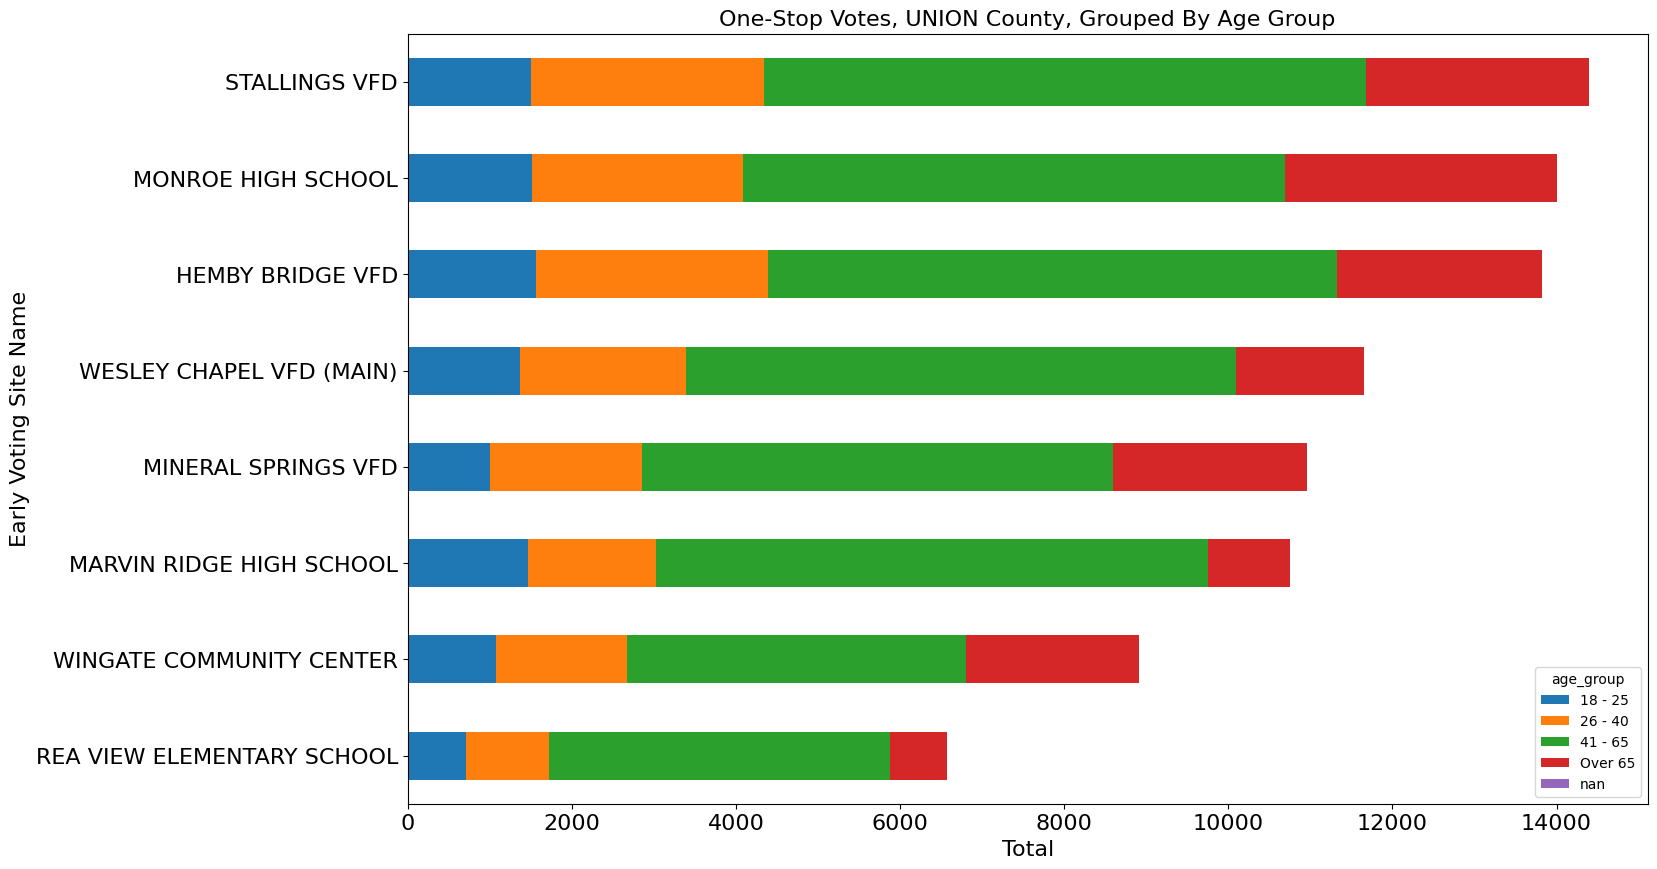 One-Stop Votes, UNION County, Grouped By Age Group
Early Voting Site Name
STALLINGS VFD
MONROE HIGH SCHOOL
HEMBY BRIDGE VFD
WESLEY CHAPEL VFD (MAIN)
MINERAL SPRINGS VFD
MARVIN RIDGE HIGH SCHOOL
WINGATE COMMUNITY CENTER
REA VIEW ELEMENTARY SCHOOL
age_group
18 - 25
26 - 40
41 - 65
Over 65
nan
0 2000 4000 6000 8000 10000 12000 14000
Total